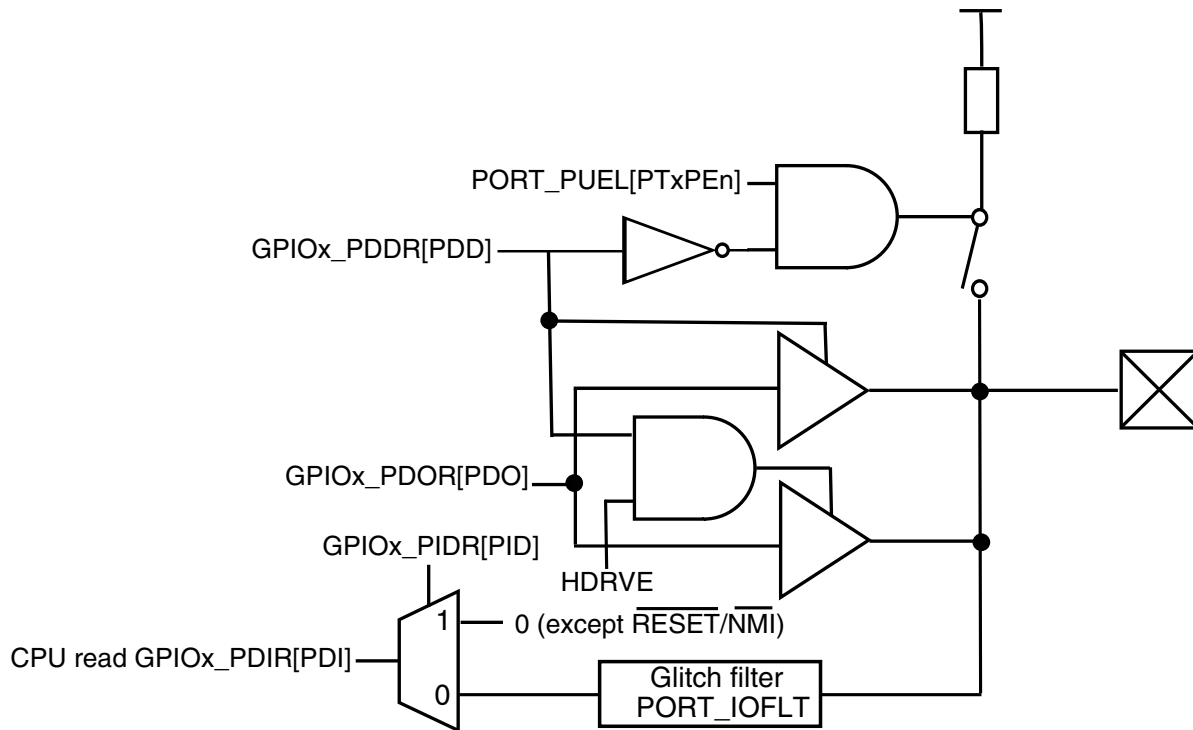 PORT_PUEL[PTxPEn]
GPIOx_PDDR[PDD]
GPIOx_PDOR[PDO]
GPIOx_PIDR[PID]
HDRVE
1
0 (except RESET/NMI)
CPU read GPIOx_PDIR[PDI]
0
Glitch filter
PORT_IOFLT